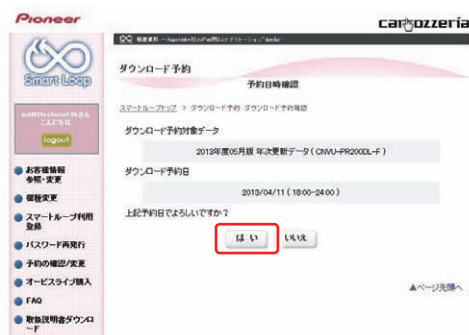 Pioneer
carrozzeria
Smart Loop
ダウンロード予約
予約日時確認
スマートループトップ > ダウンロード予約 ダウンロード予約確認
こんにちは
logout
ダウンロード予約対象データ
2013年度05月版 年次更新データ ( CNVU-PR200DL-F )
ダウンロード予約日
2013/04/11 ( 18:00-24:00 )
上記予約日でよろしいですか？
はい
いいえ
お客様情報
参照・変更
機種変更
スマートループ利用
登録
パスワード再発行
予約の確認/変更
オービスライブ購入
FAQ
取扱説明書ダウンロ
ード
▲ページ先頭へ